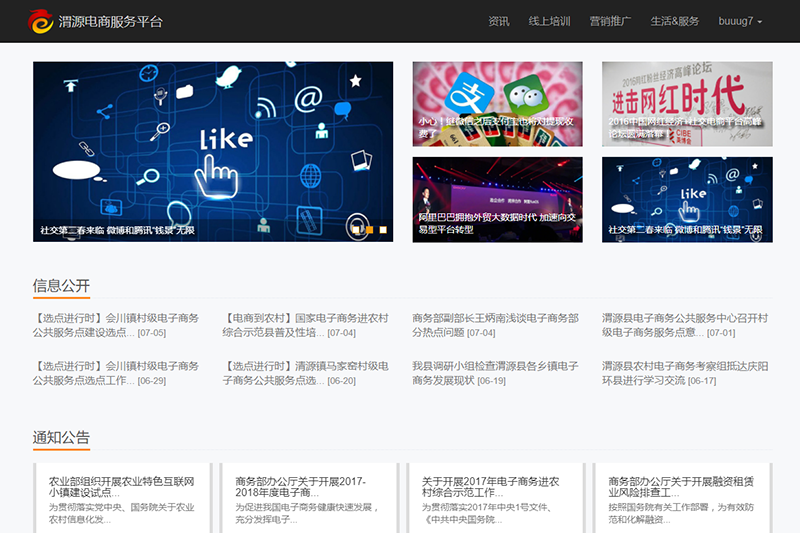 渭源电商服务平台
资讯
线上培训
营销推广
生活&服务
buuug7
like
@
社交第二春来临 微博和腾讯“钱景”无限
小心！继微信之后支付宝也将对提现收
费了
2016网红粉丝经济高峰论坛
进击网红时代
2016中国网红经济+社交电商平台高峰
论坛圆满落幕！
CIBE
阿里巴巴拥抱外贸大数据时代 加速向交
易型平台转型
like
社交第二春来临 微博和腾讯“钱景”无限
信息公开
【选点进行时】会川镇村级电子商务
公共服务点建设选点... [07-05]
【电商到农村】国家电子商务进农村
综合示范县普及性培... [07-04]
商务部副部长王炳南浅谈电子商务部
分热点问题 [07-04]
渭源县电子商务公共服务中心召开村
级电子商务服务点意... [07-01]
【选点进行时】会川镇村级电子商务
公共服务点选点工作... [06-29]
【选点进行时】清源镇马家窑村级电
子商务公共服务点选... [06-20]
我县调研小组检查渭源县各乡镇电子
商务发展现状 [06-19]
渭源县农村电子商务考察组抵达庆阳
环县进行学习交流 [06-17]
通知公告
农业部组织开展农业特色互联网
小镇建设试点...
为贯彻落实党中央、国务院关于农业
农村信息化发...
商务部办公厅关于开展2017-
2018年度电子商...
为促进我国电子商务健康快速发展，
充分发挥电子...
关于开展2017年电子商务进农
村综合示范工作...
为贯彻落实2017年中央1号文件、
《中共中央国务院...
商务部办公厅关于开展融资租赁
业风险排查工...
按照国务院有关工作部署，为有效防
范和化解融资...